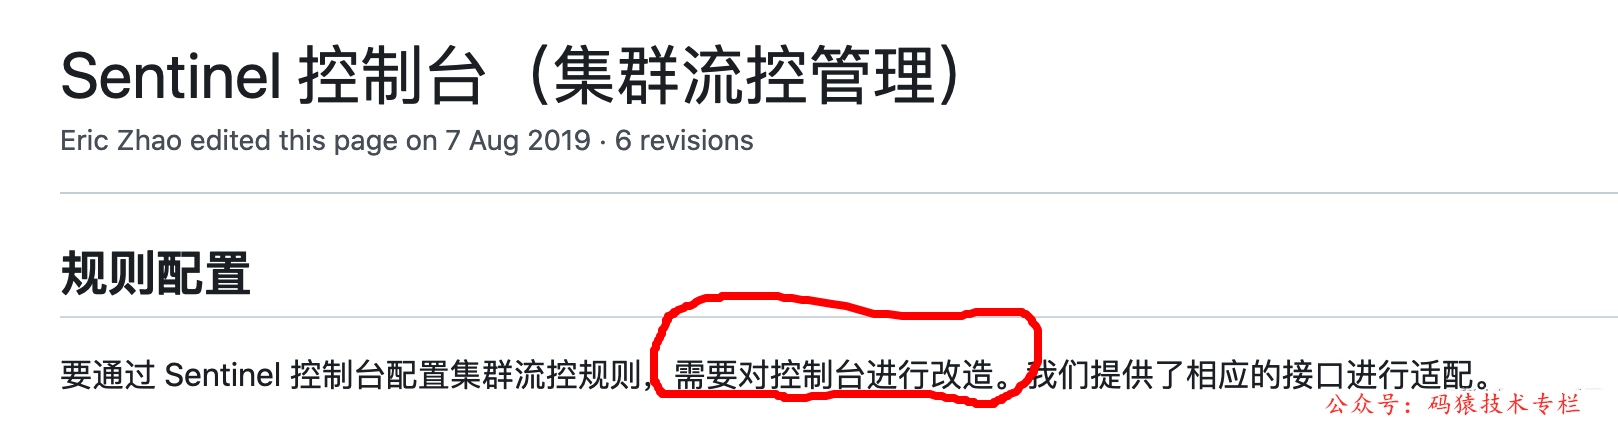 Sentinel 控制台（集群流控管理）
Eric Zhao edited this page on 7 Aug 2019 · 6 revisions
规则配置
要通过 Sentinel 控制台配置集群流控规则，需要对控制台进行改造。我们提供了相应的接口进行适配。
公众号：码猿技术专栏